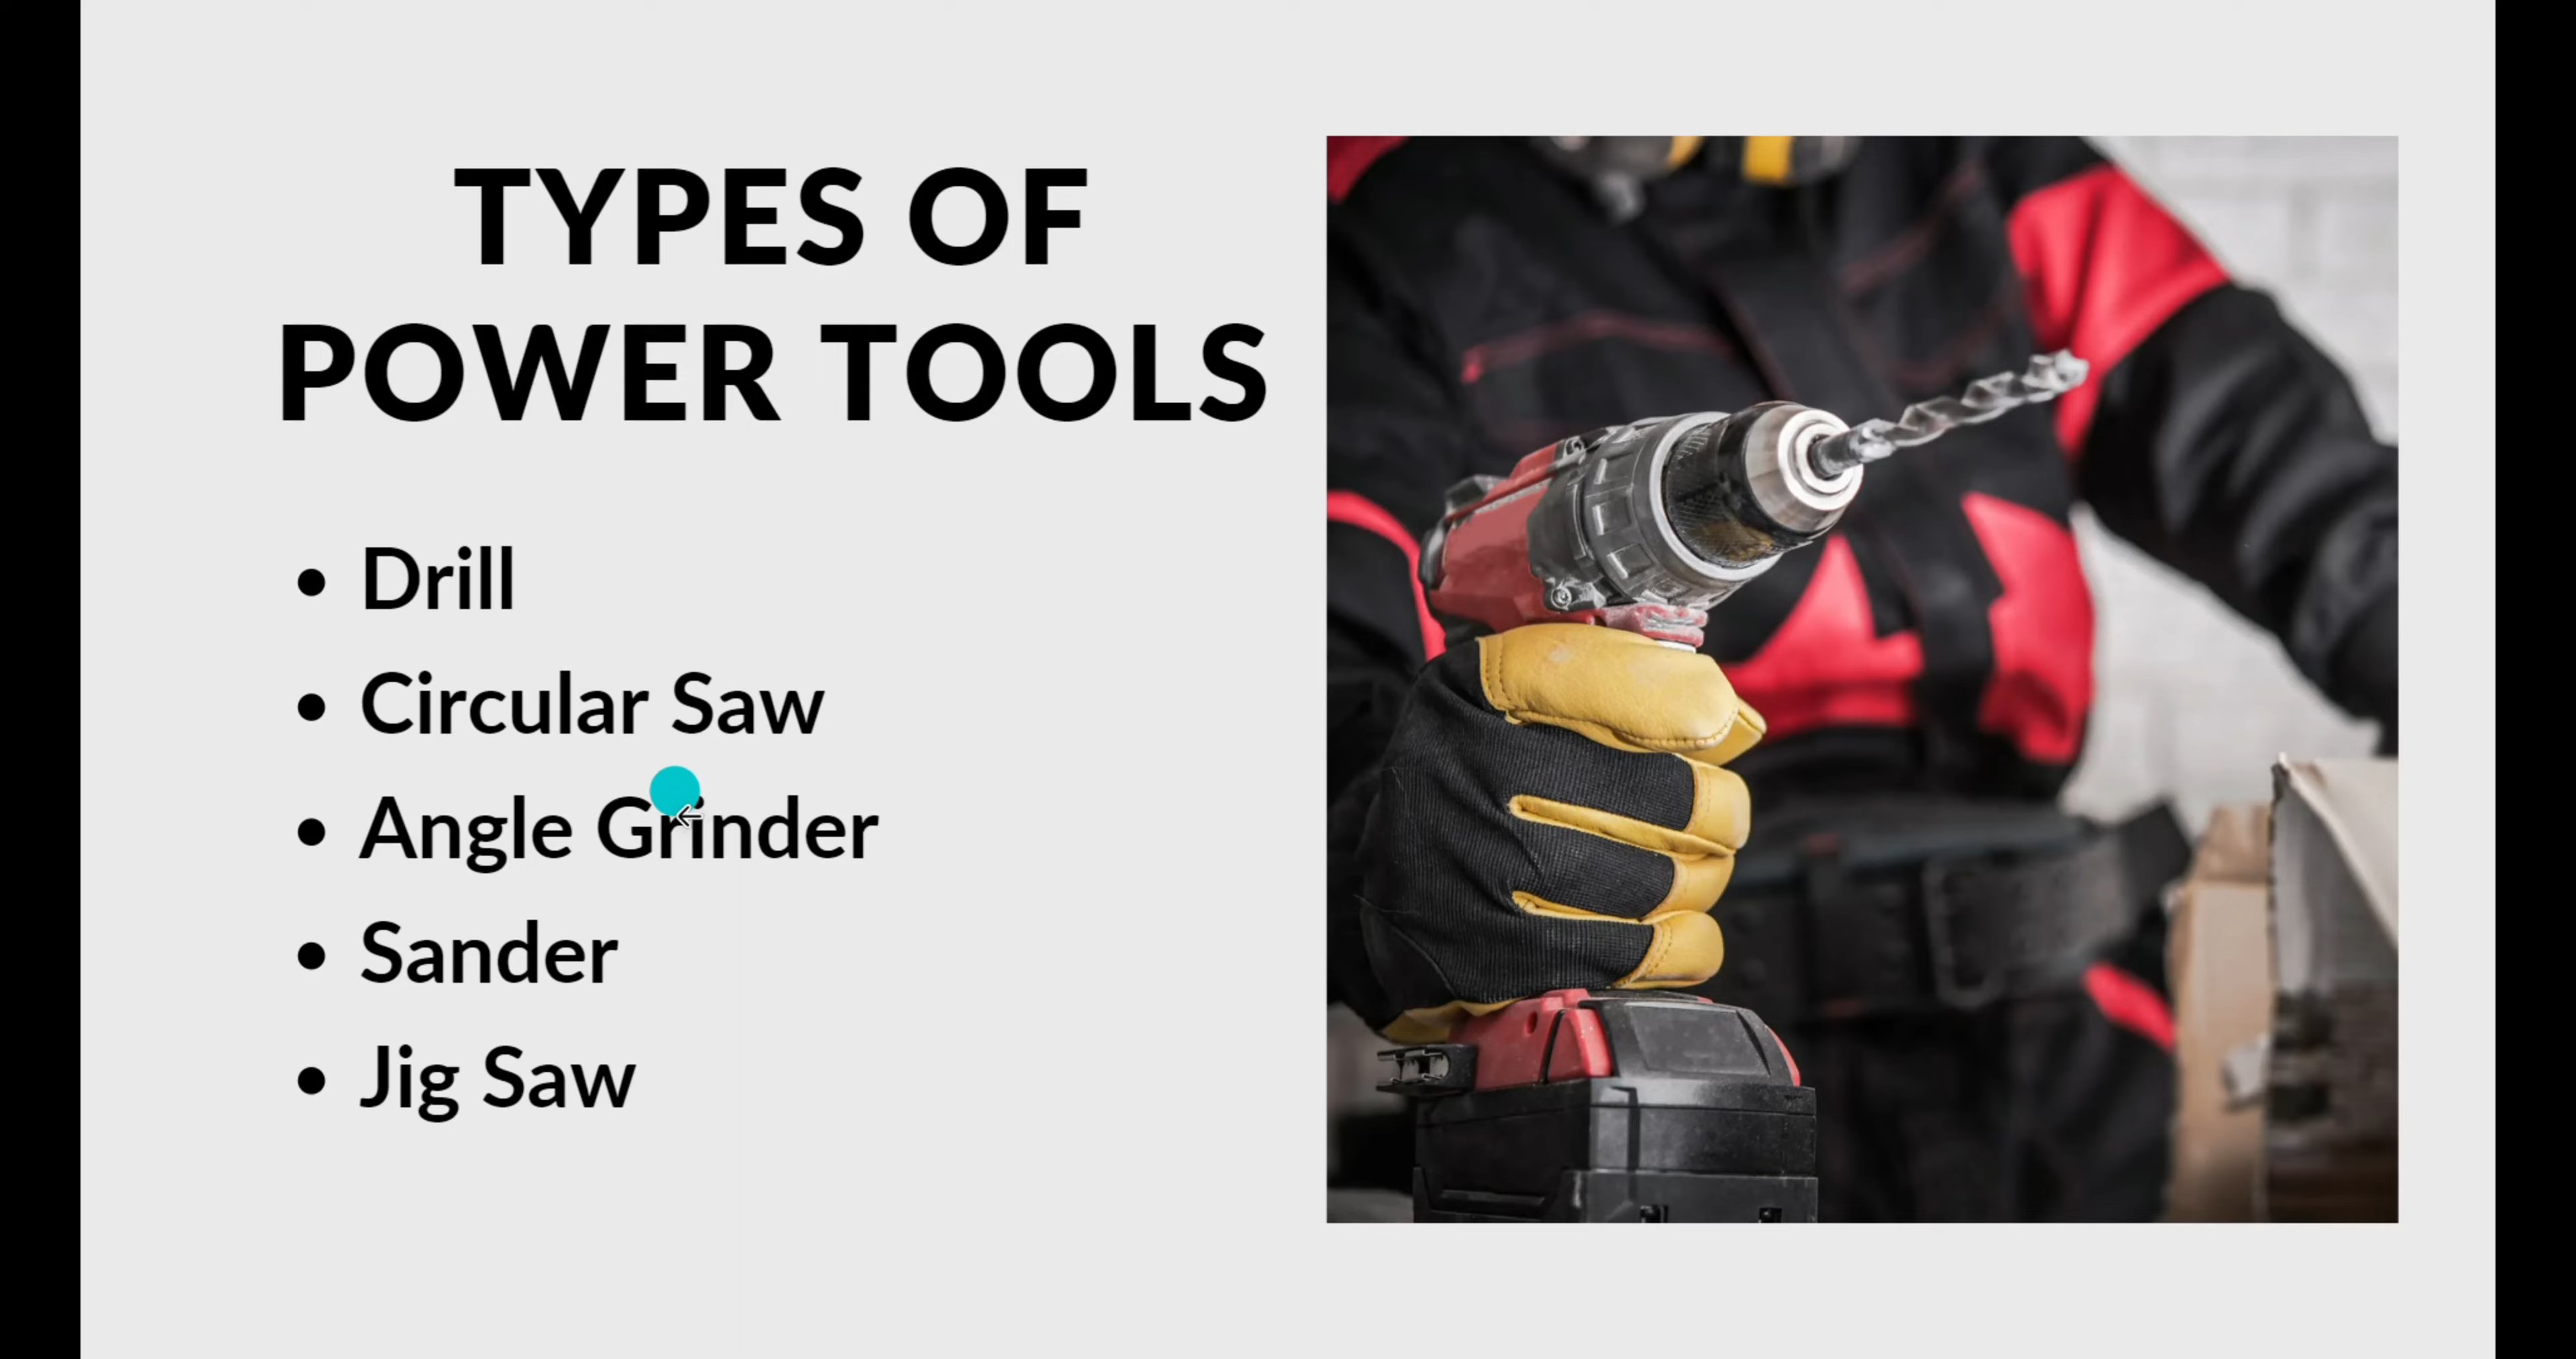 TYPES OF
POWER TOOLS
• Drill
• Circular Saw
• Angle Grinder
• Sander
• Jig Saw